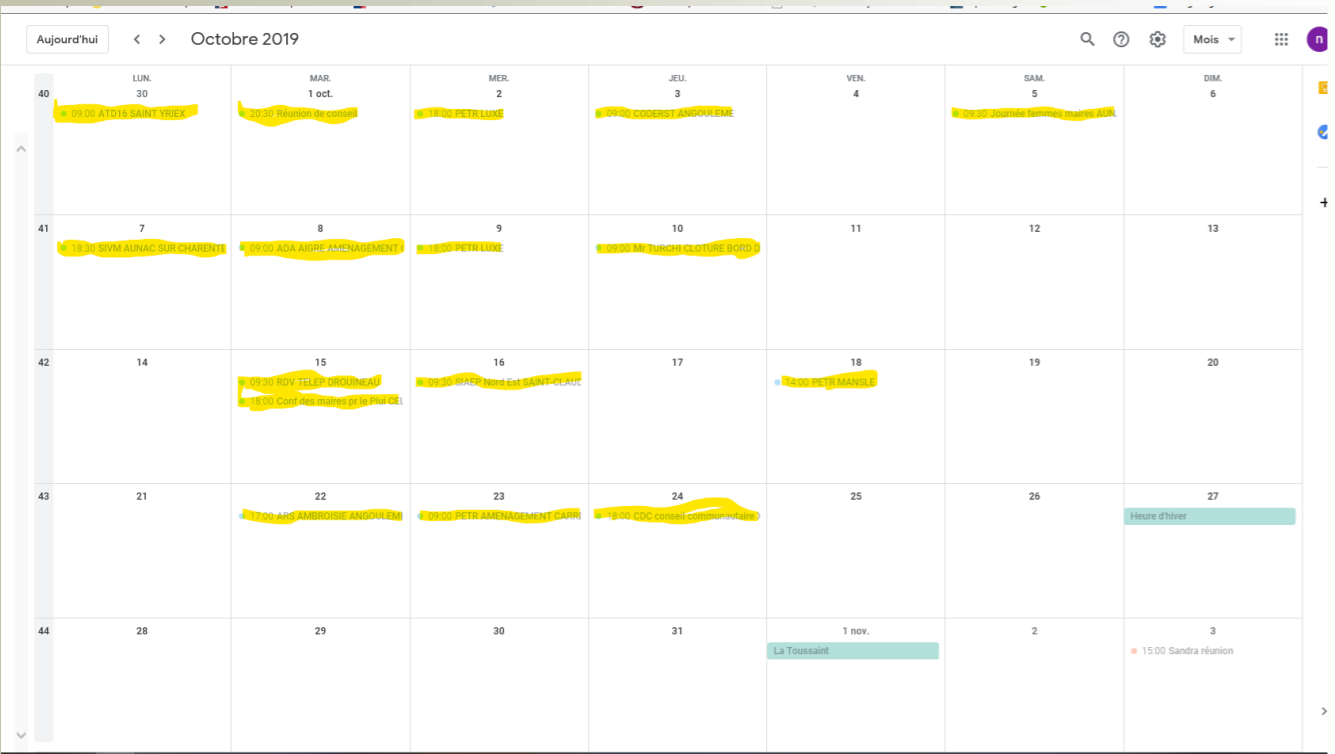 Aujourd'hui Octobre 2019 Mois n
LUN. MAR. MER. JEU. VEN. SAM. DIM.
40 30 1 oct. 2 3 4 5 6
09:00 ATD16 SAINT YRIEX 20:30 Réunion de conseil 18:00 PETR LUXE 09:00 CODERST ANGOULEME 09:30 Journée femmes maires AUN
41 7 8 9 10 11 12 13
18:30 SIVM AUNAC SUR CHARENTE 09:00 ADA AIGRE AMENAGEMENT 18:00 PETR LUXE 09:00 Mr TURCHI CLOTURE BORD D
42 14 15 16 17 18 19 20
09:30 RDV TELEP DROUINEAU 09:30 SIAEP Nord Est SAINT-CLAUD 14:00 PETR MANSLE
18:00 Conf des maires pr le Plui CEL
43 21 22 23 24 25 26 27
17:00 ARS AMBROISIE ANGOULEM 09:00 PETR AMENAGEMENT CARRE 18:00 CDC conseil communautaire Heure d'hiver
44 28 29 30 31 1 nov. 2 3
La Toussaint 15:00 Sandra réunion